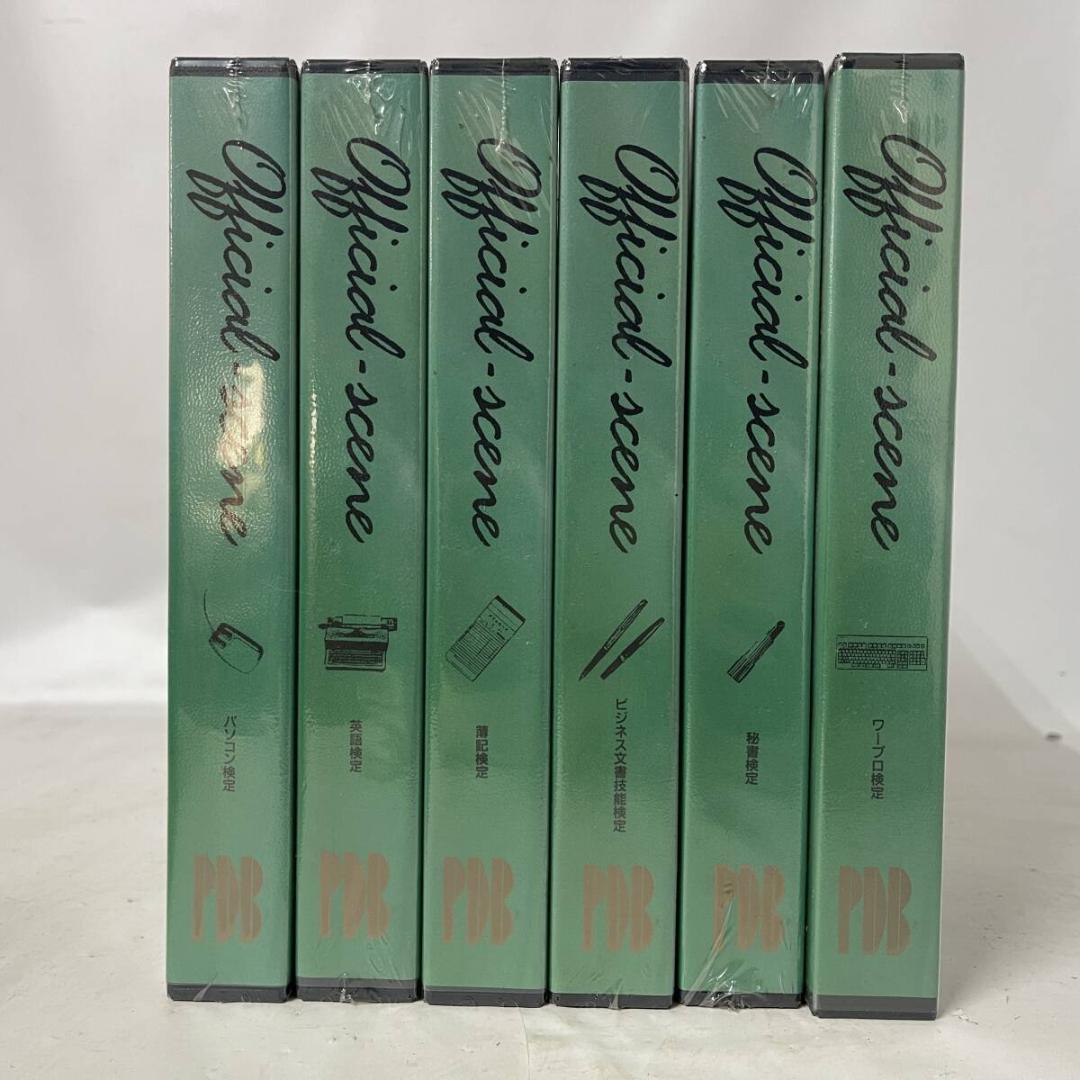 Official-scene
パソコン検定
PDB
Official-scene
英語検定
PDB
Official-scene
簿記検定
PDB
Official-scene
ビジネス文書技能検定
PDB
Official-scene
秘書検定
PDB
Official-scene
ワープロ検定
PDB